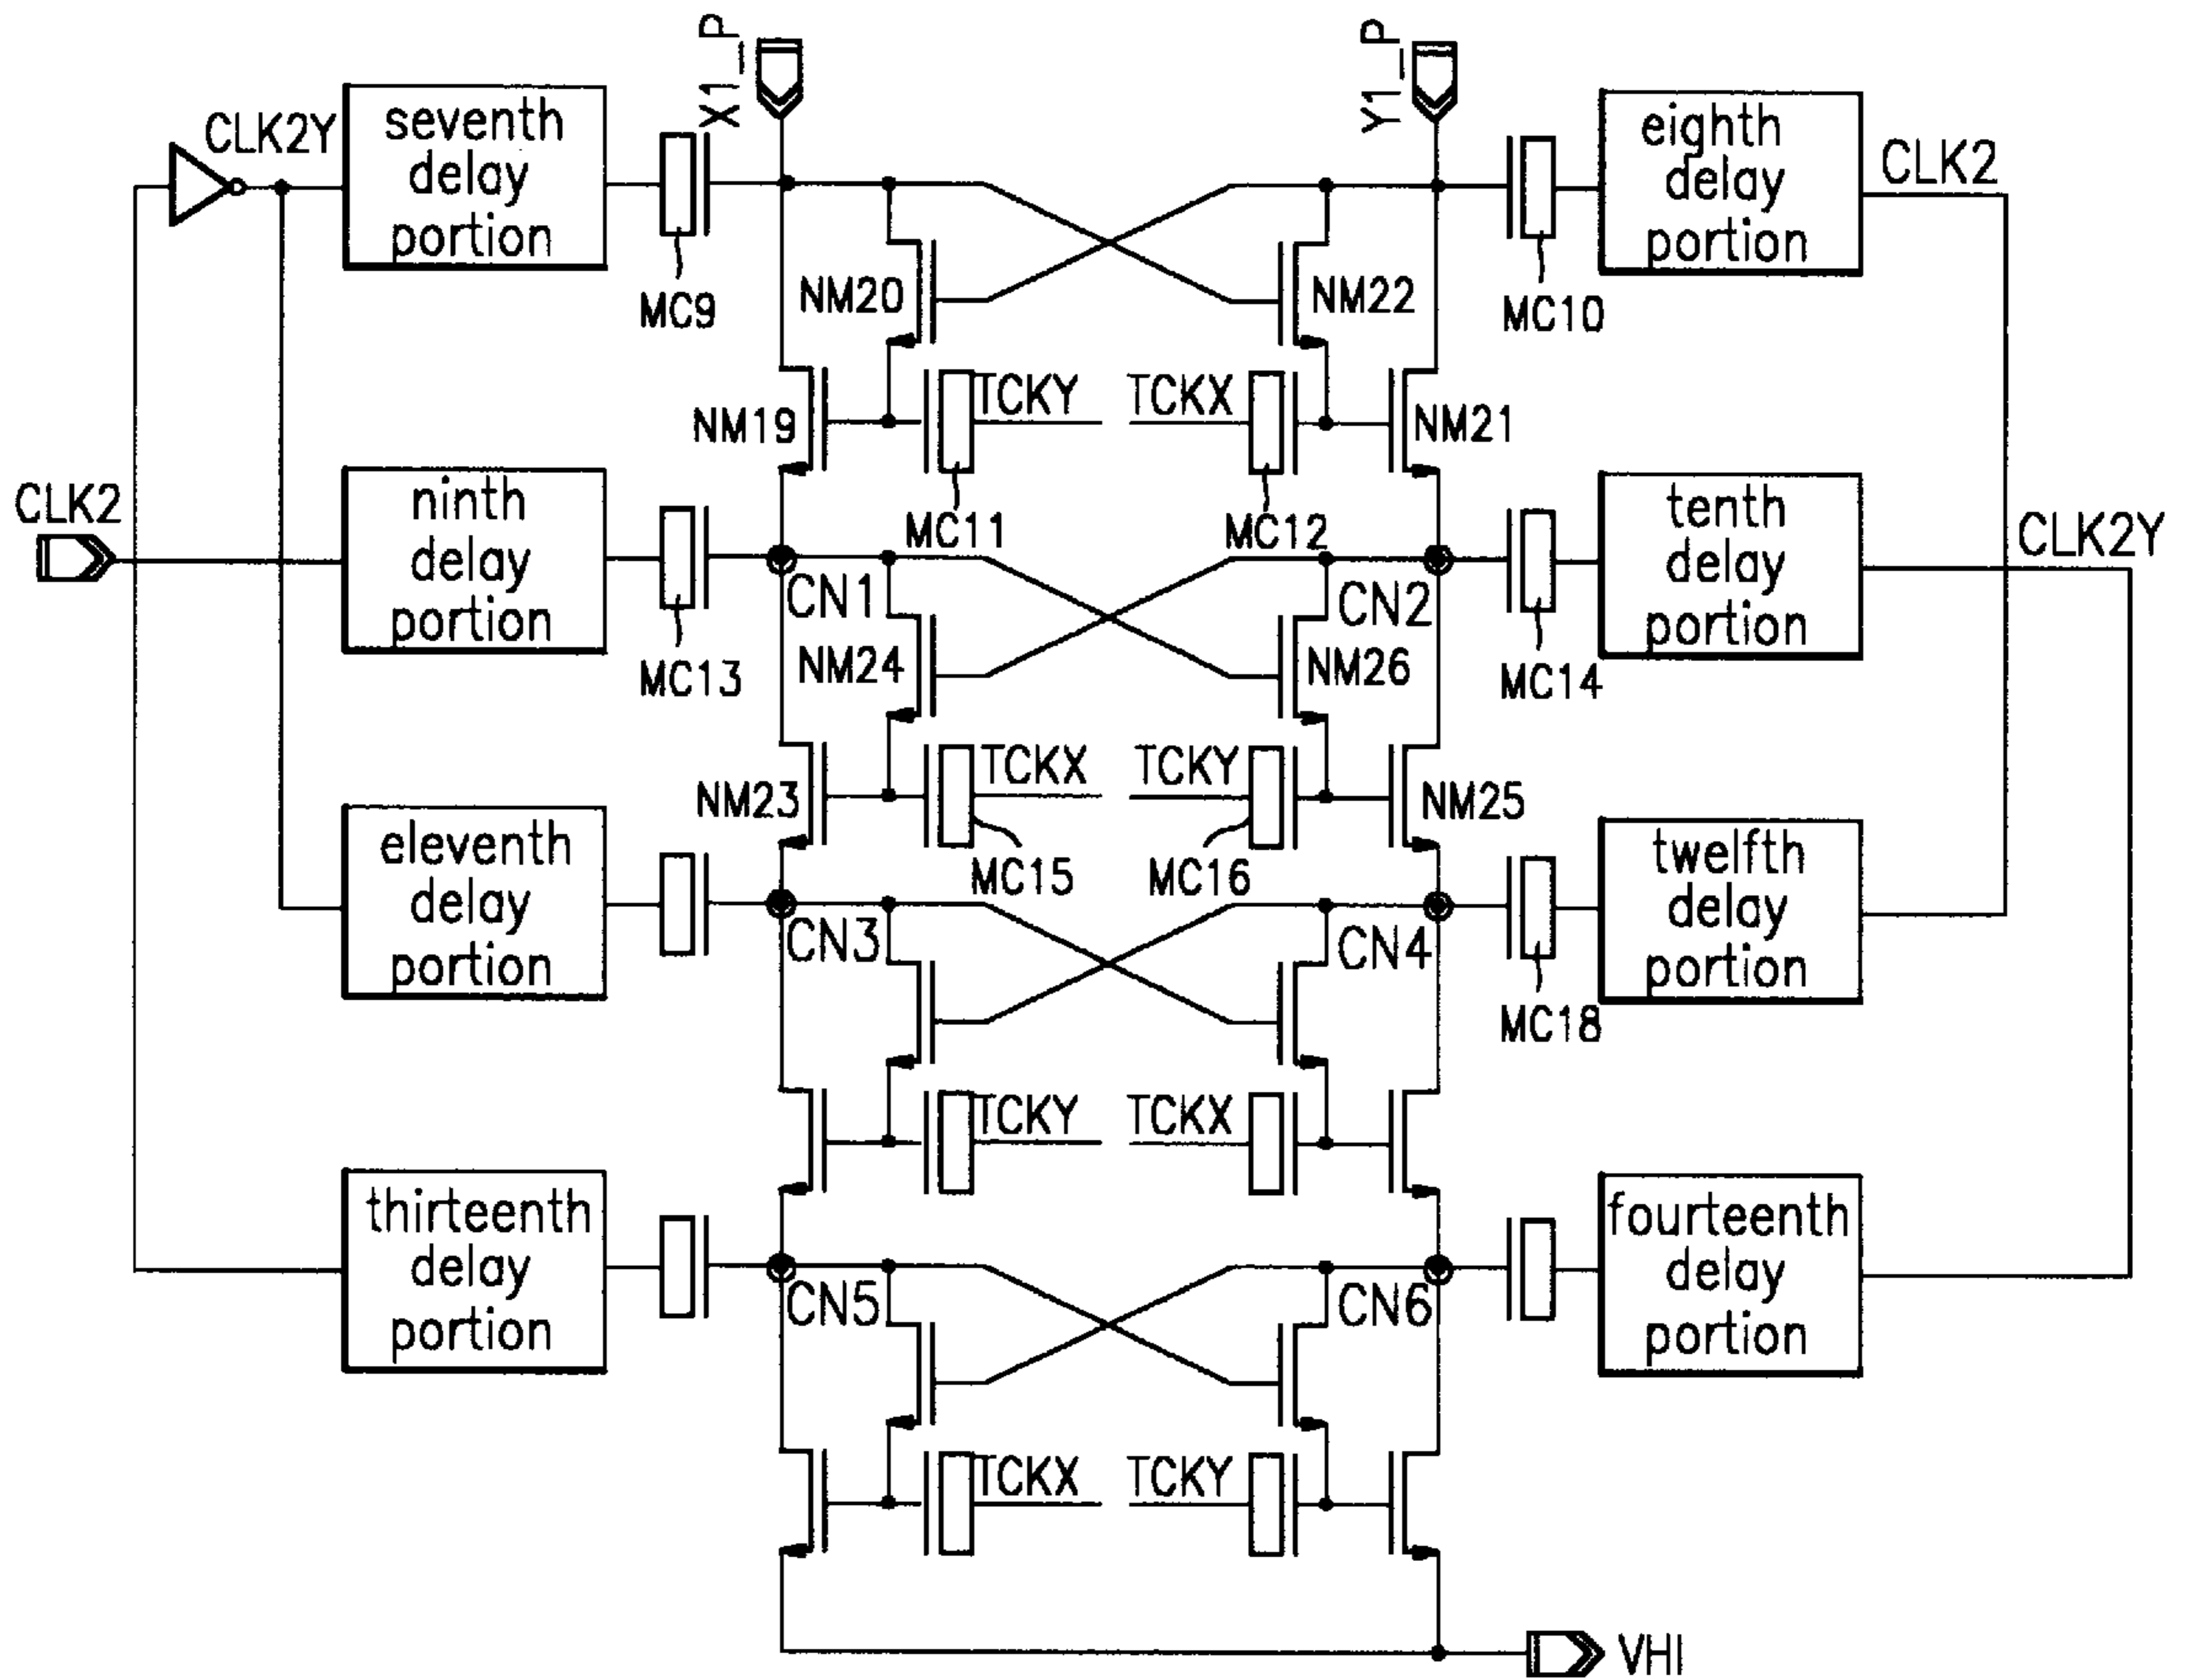 X1_P
Y1_P
CLK2Y
seventh
delay
portion
eighth
delay
portion
CLK2
MC9
NM20
NM22
MC10
TCKY
TCKX
NM19
NM21
CLK2
ninth
delay
portion
MC11
MC12
tenth
delay
portion
CLK2Y
CN1
CN2
MC13
NM24
NM26
MC14
TCKX
TCKY
NM23
NM25
eleventh
delay
portion
MC15
MC16
twelfth
delay
portion
CN3
CN4
MC18
TCKY
TCKX
thirteenth
delay
portion
fourteenth
delay
portion
CN5
CN6
TCKX
TCKY
VHI